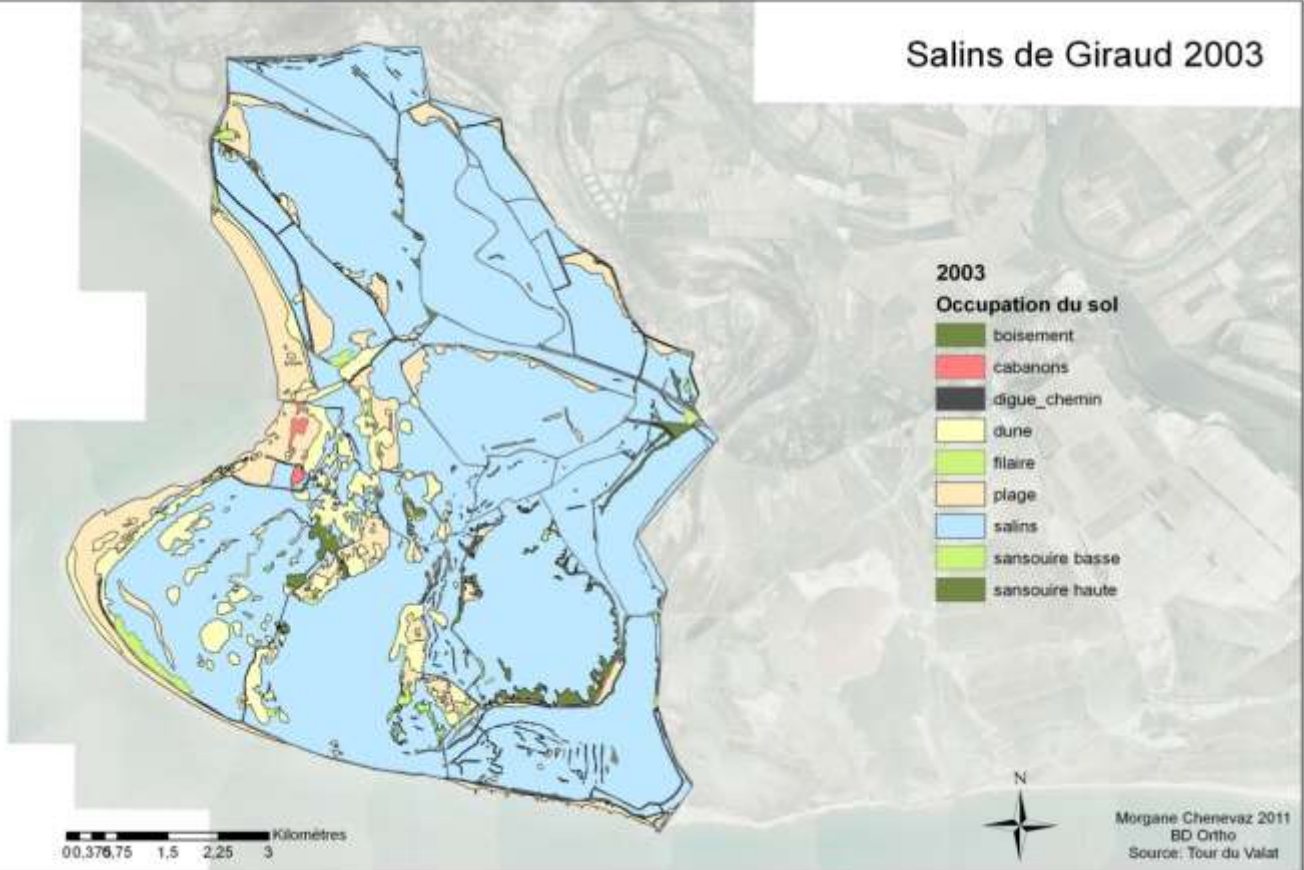 Salins de Giraud 2003
2003
Occupation du sol
boisement
cabanons
digue_chemin
dune
filaire
plage
salins
sansouire basse
sansouire haute
N
Kilomètres
0 0,375 0,75 1,5 2,25 3
Morgane Chenevaz 2011
BD Ortho
Source: Tour du Valat